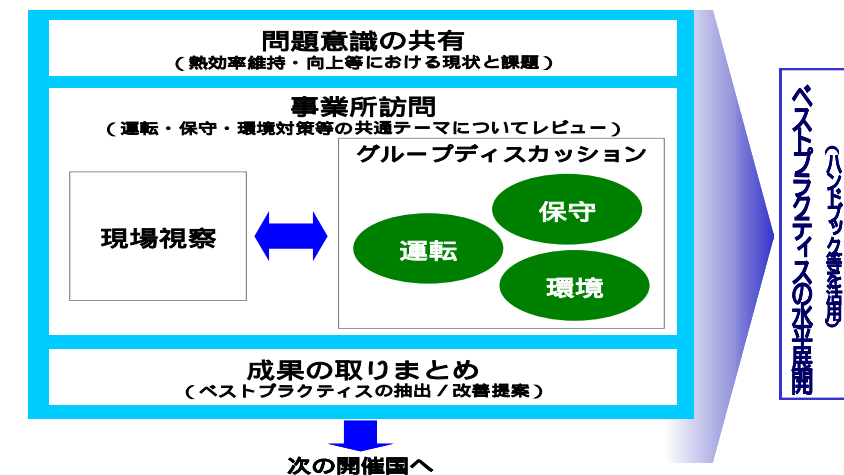 問題意識の共有
（熱効率維持・向上等における現状と課題）
事業所訪問
（運転・保守・環境対策等の共通テーマについてレビュー）
グループディスカッション
現場視察
保守
運転
環境
成果の取りまとめ
（ベストプラクティスの抽出／改善提案）
次の開催国へ
ベストプラクティスの水平展開
（ハンドブック等を活用）